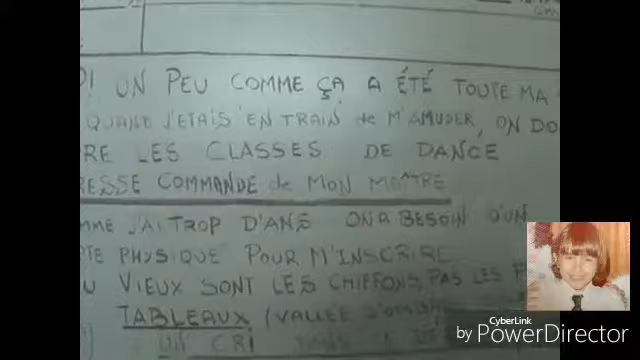 UN PEU COMME ÇA A ÉTÉ TOUTE MA
QUAND J'ETAIS EN TRAIN de M'AMUSER, ON DO
RE LES CLASSES DE DANCE
RESSE COMMANDE de MON MAÎTRE
MME J'AI TROP D'ANS ON A BESOIN D'UN
PHYSIQUE POUR M'INSCRIRE
VIEUX SONT LES CHIFFONS, PAS LES
TABLEAUX (VALLÉE
UN CRI
CyberLink
by PowerDirector